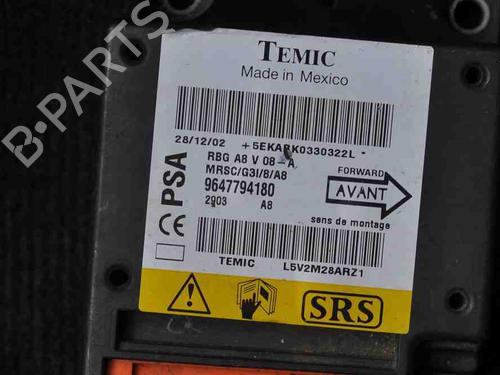 B-PARTS
TEMIC
Made in Mexico
28/12/02 +5EKARK0330322L-
RBG A8 V 08-A
MRSC/G3I/8/A8
9647794180
2903 A8
PSA
CE
FORWARD
AVANT
sens de montage
TEMIC L5V2M28ARZ1
SRS